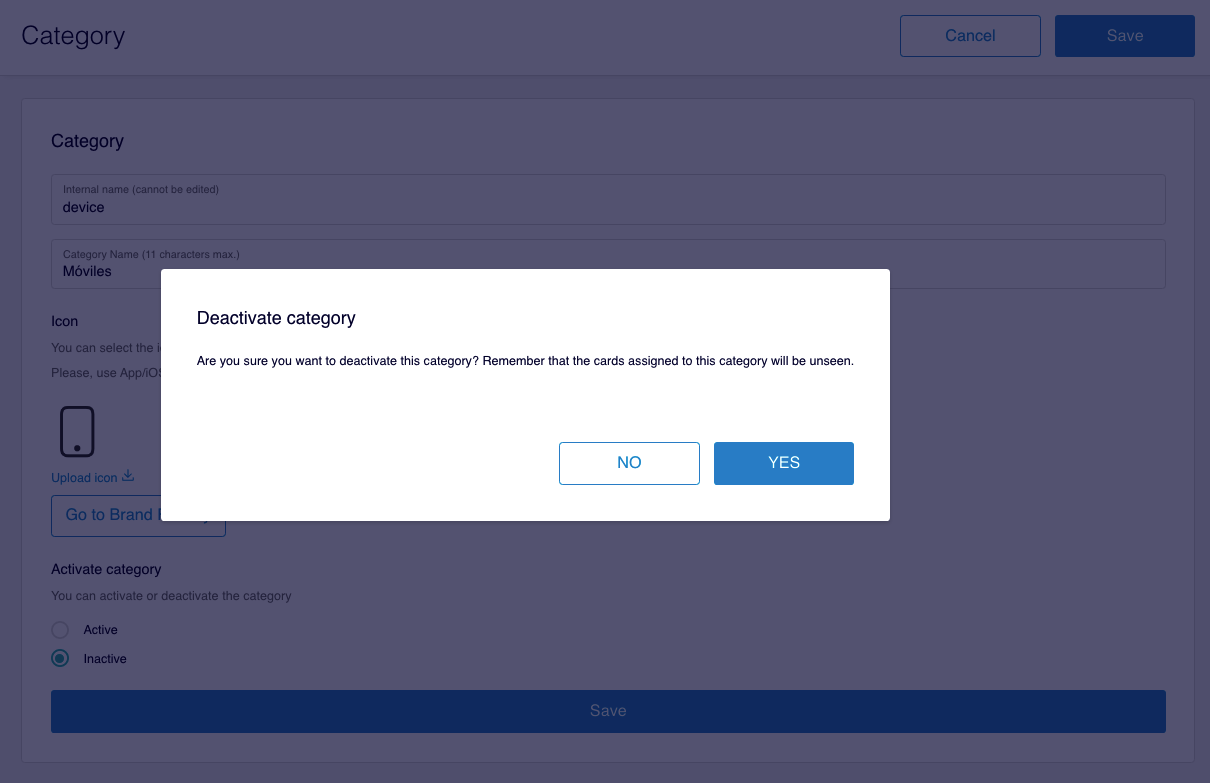 Category
Cancel
Save
Category
Internal name (cannot be edited)
device
Category Name (11 characters max.)
Móviles
Icon
You can select the i
Please, use App/iOS
Upload icon
Go to Brand
Deactivate category
Are you sure you want to deactivate this category? Remember that the cards assigned to this category will be unseen.
NO
YES
Activate category
You can activate or deactivate the category
Active
Inactive
Save